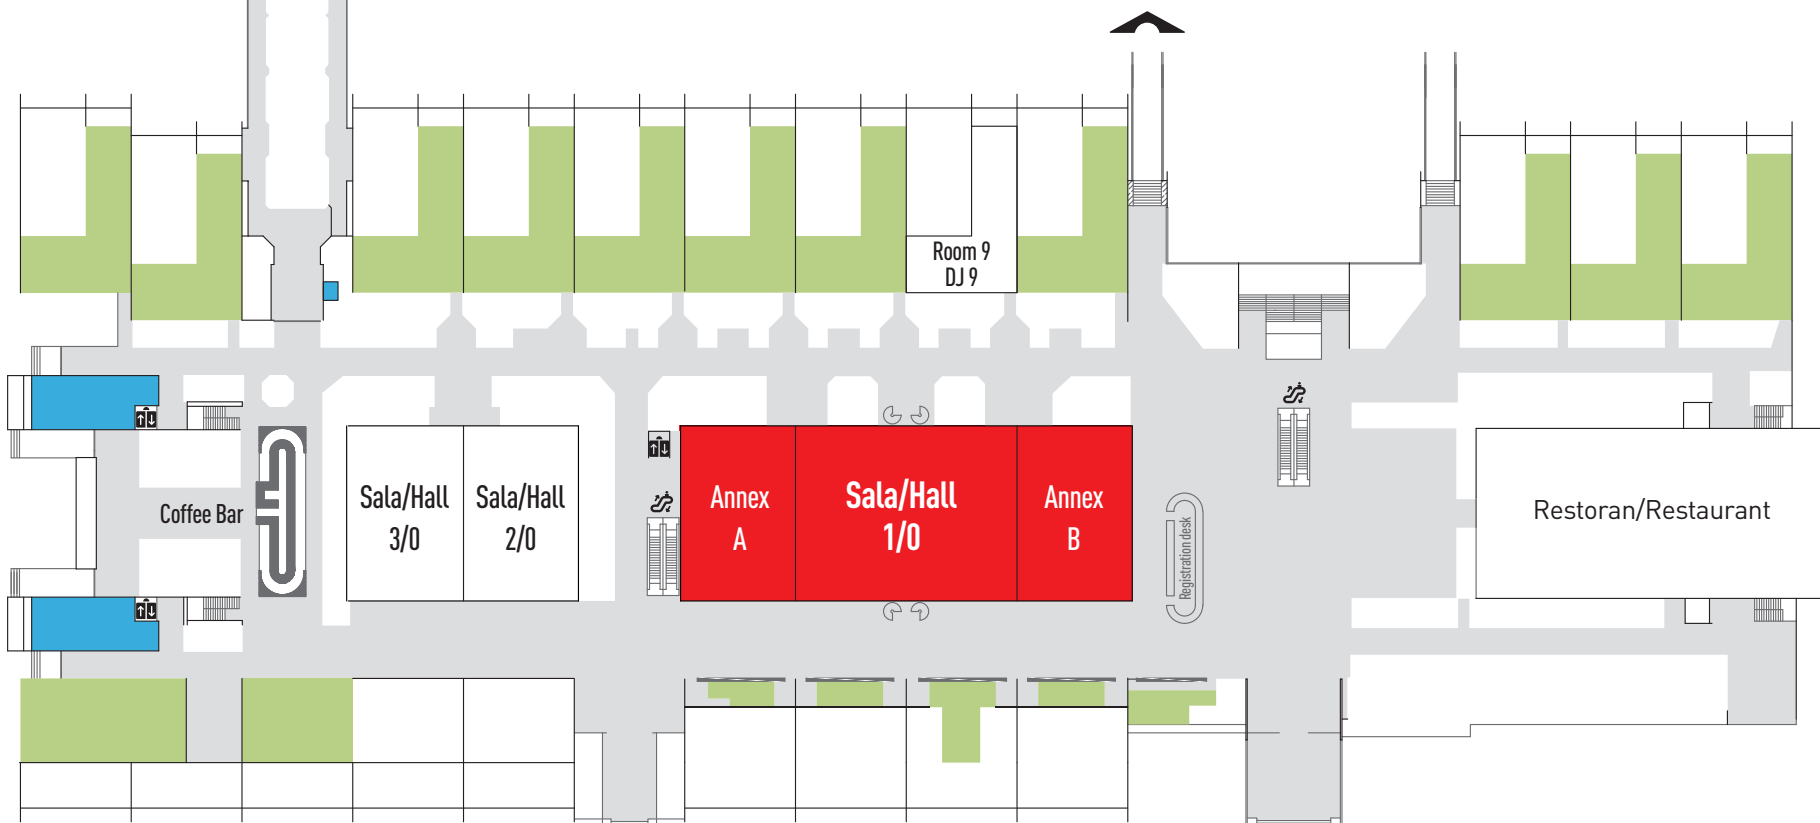 Room 9
DJ 9
Coffee Bar
Sala/Hall
3/0
Sala/Hall
2/0
Annex
A
Sala/Hall
1/0
Annex
B
Registration desk
Restoran/Restaurant